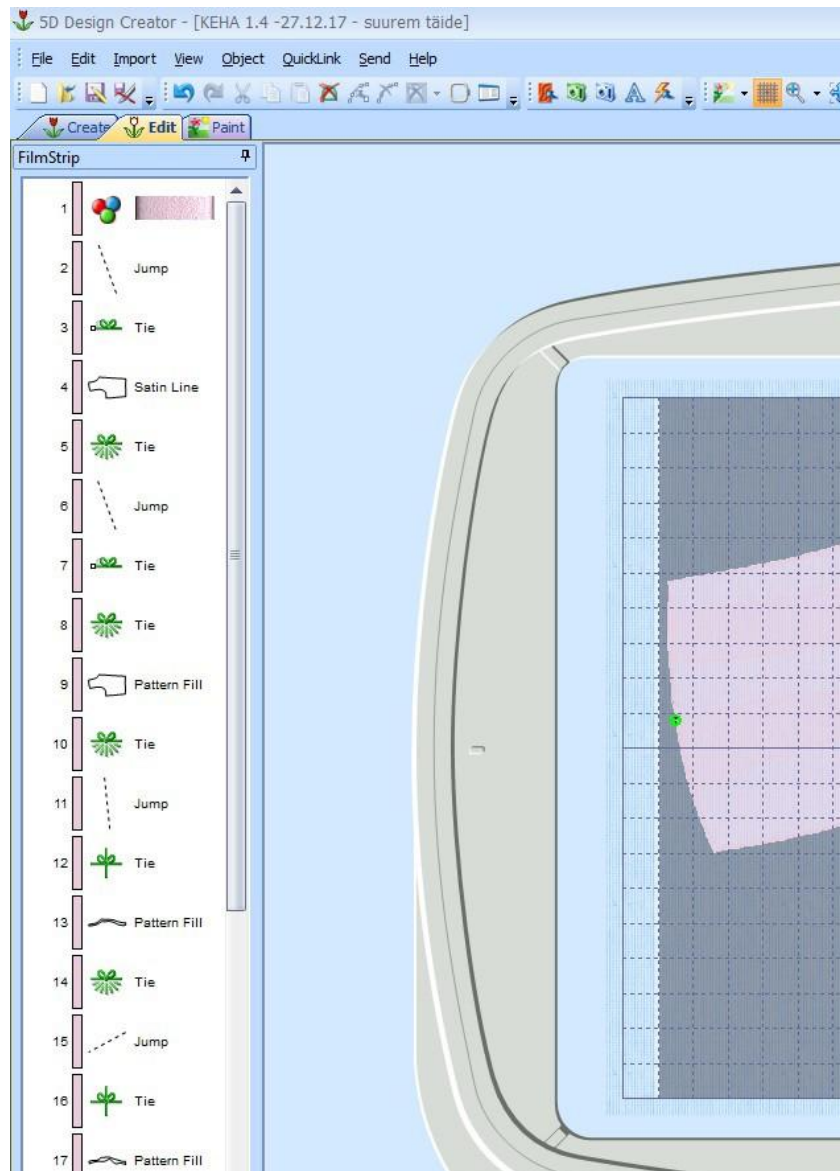 5D Design Creator - [KEHA 1.4 -27.12.17 - suurem täide]
File Edit Import View Object QuickLink Send Help
Create Edit Paint
FilmStrip
1
2 Jump
3 Tie
4 Satin Line
5 Tie
6 Jump
7 Tie
8 Tie
9 Pattern Fill
10 Tie
11 Jump
12 Tie
13 Pattern Fill
14 Tie
15 Jump
16 Tie
17 Pattern Fill